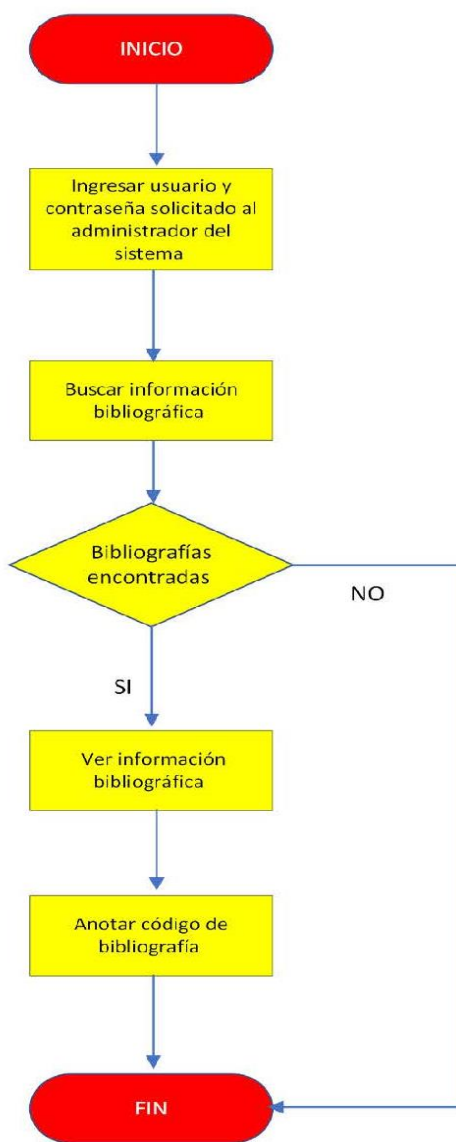 INICIO
Ingresar usuario y
contraseña solicitado al
administrador del
sistema
Buscar información
bibliográfica
Bibliografías
encontradas
NO
SI
Ver información
bibliográfica
Anotar código de
bibliografía
FIN